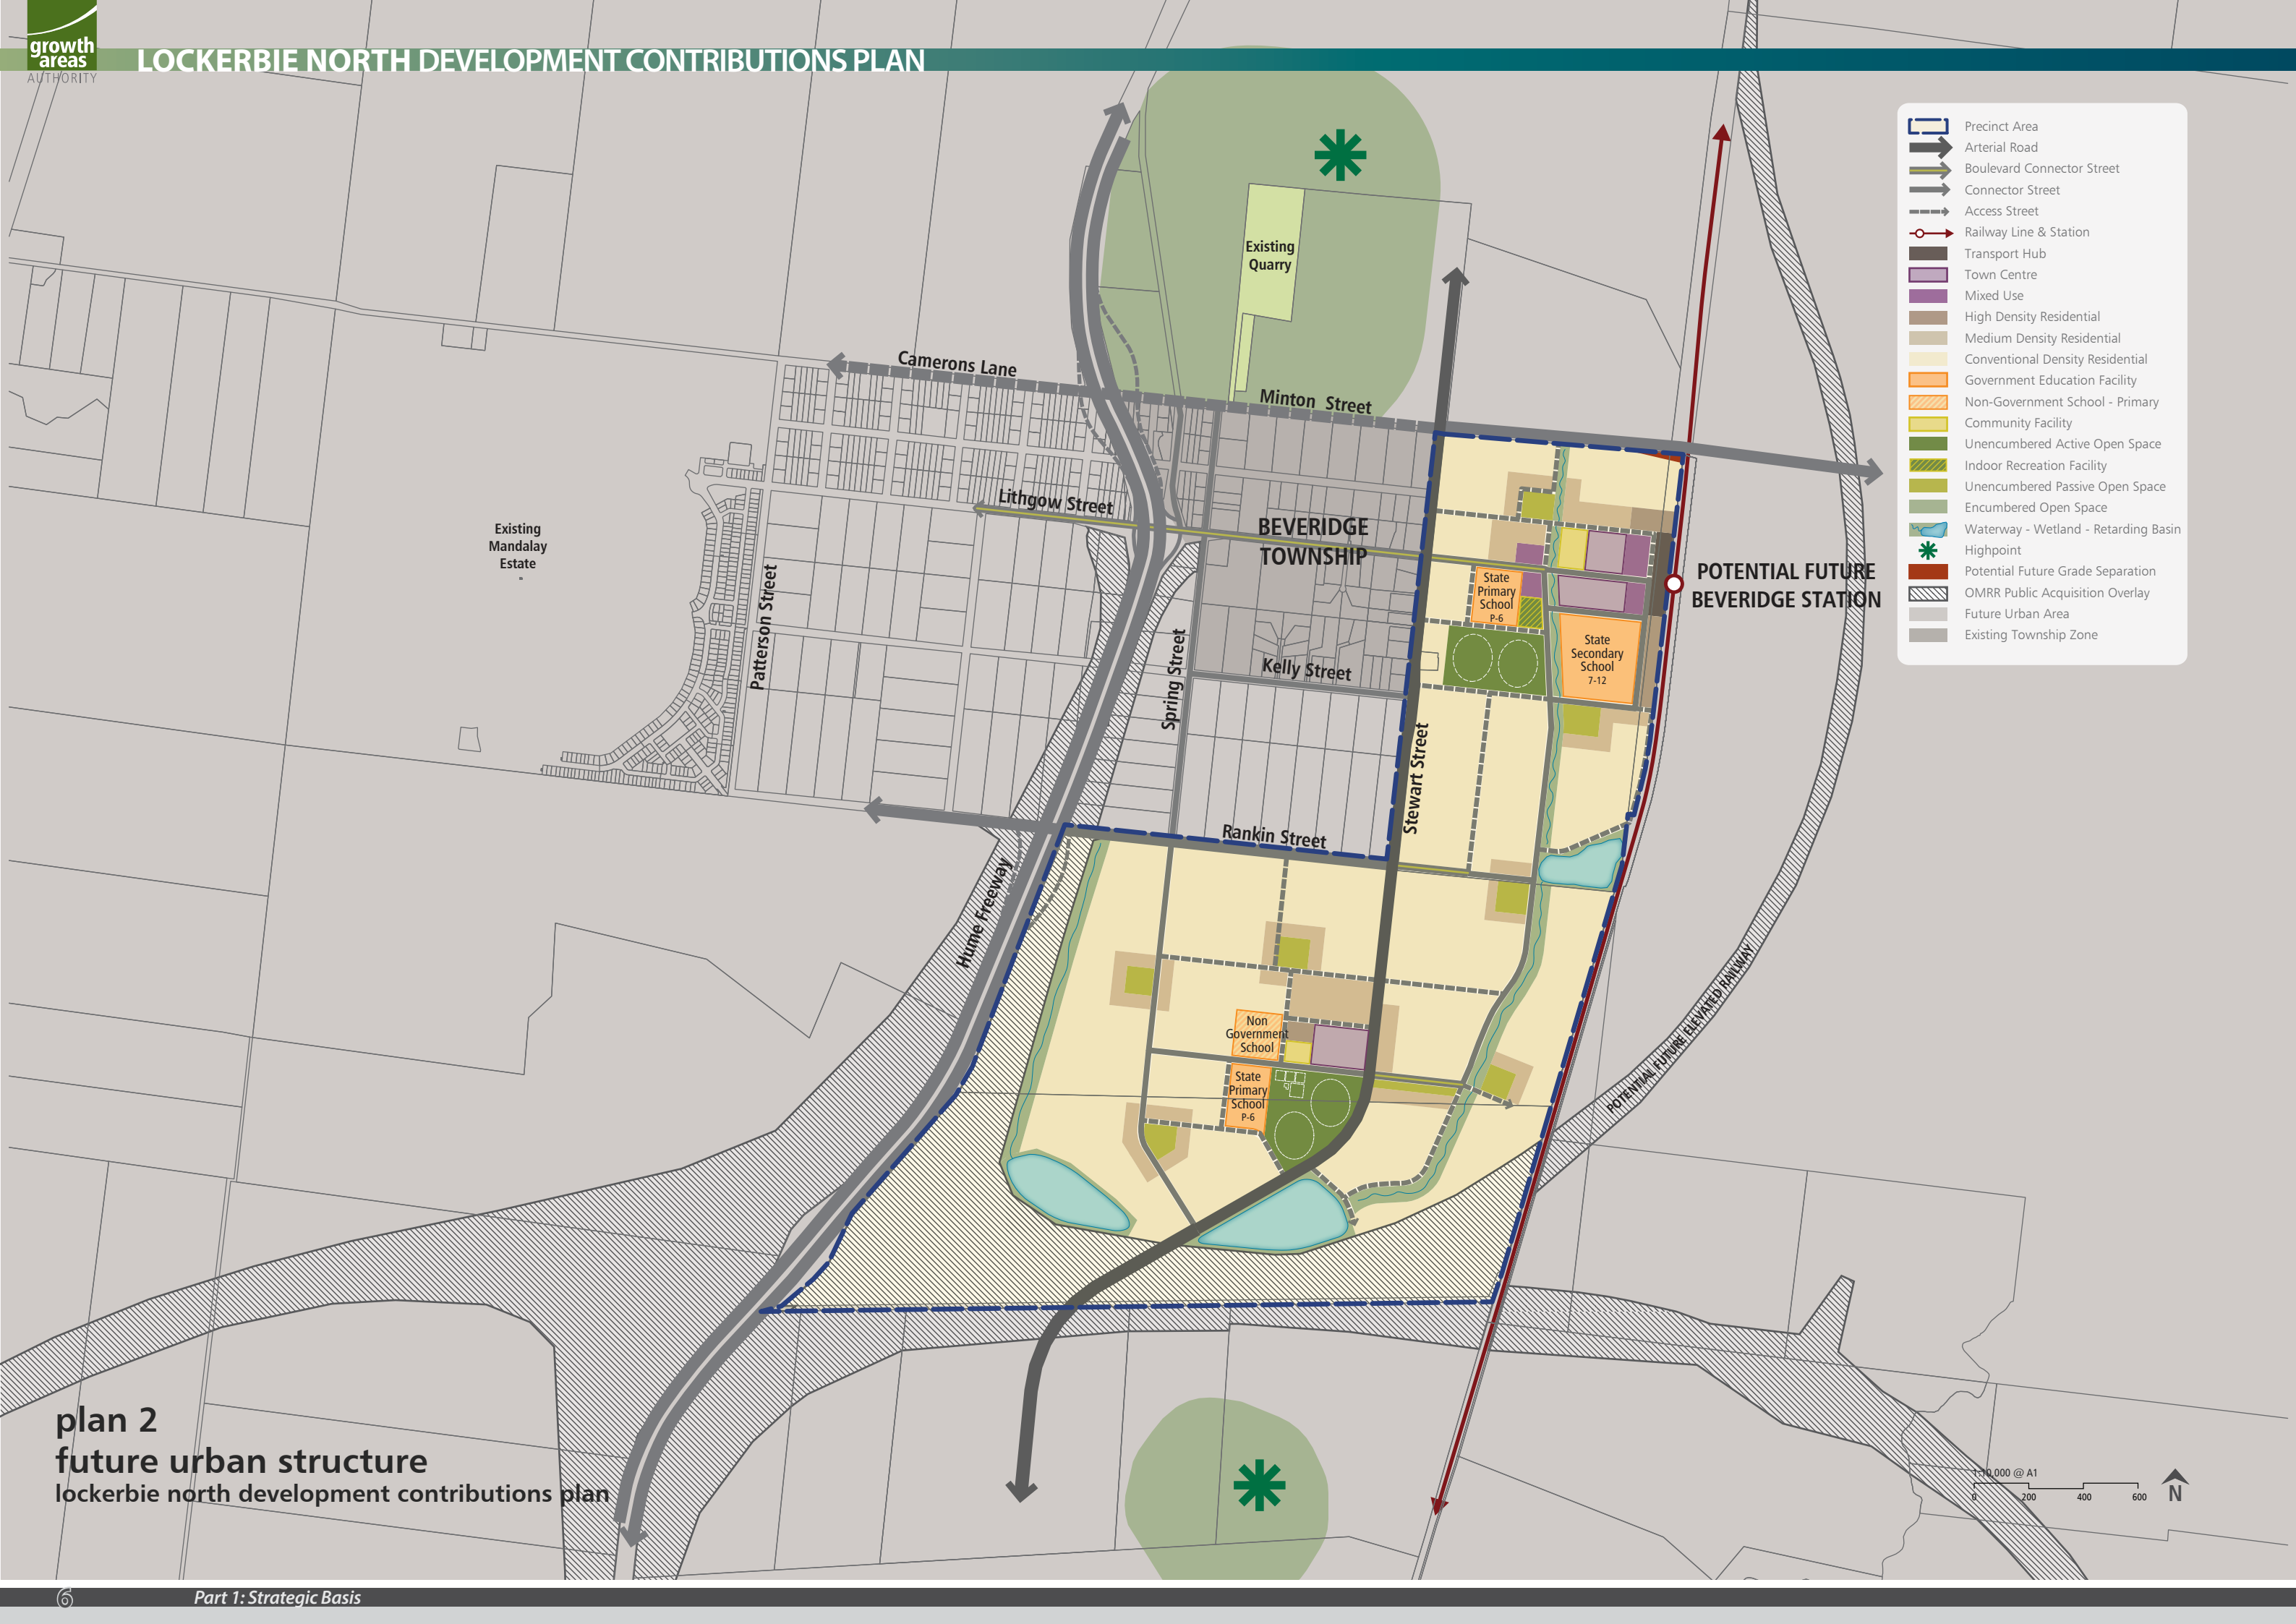 growth
areas
AUTHORITY
LOCKERBIE NORTH DEVELOPMENT CONTRIBUTIONS PLAN
Precinct Area
Arterial Road
Boulevard Connector Street
Connector Street
Access Street
Railway Line & Station
Transport Hub
Town Centre
Mixed Use
High Density Residential
Medium Density Residential
Conventional Density Residential
Government Education Facility
Non-Government School - Primary
Community Facility
Unencumbered Active Open Space
Indoor Recreation Facility
Unencumbered Passive Open Space
Encumbered Open Space
Waterway - Wetland - Retarding Basin
Highpoint
Potential Future Grade Separation
OMRR Public Acquisition Overlay
Future Urban Area
Existing Township Zone
Existing
Quarry
Camerons Lane
Minton Street
Lithgow Street
BEVERIDGE
TOWNSHIP
Existing
Mandalay
Estate
Patterson Street
Spring Street
Kelly Street
Stewart Street
Rankin Street
Hume Freeway
State
Primary
School
P-6
State
Secondary
School
7-12
POTENTIAL FUTURE
BEVERIDGE STATION
POTENTIAL FUTURE ELEVATED RAILWAY
Non
Government
School
State
Primary
School
P-6
plan 2
future urban structure
lockerbie north development contributions plan
1:10,000 @ A1
0 200 400 600
N
6
Part 1: Strategic Basis